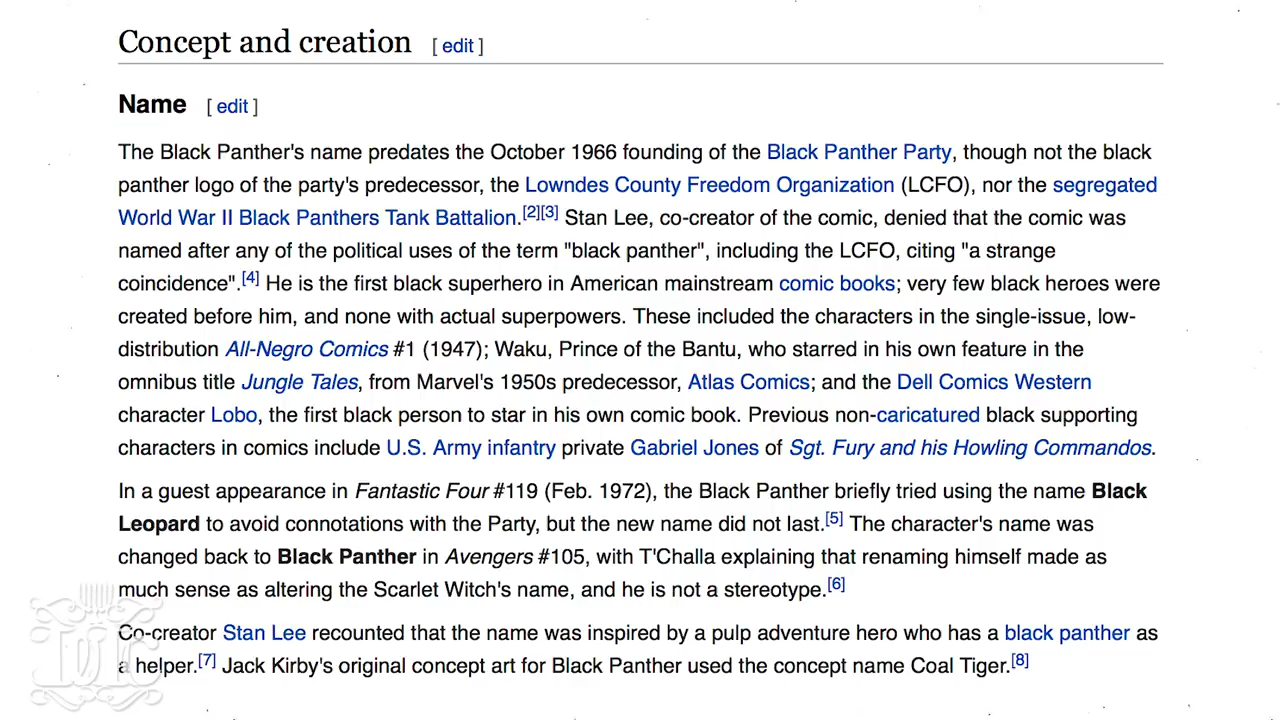 Concept and creation [ edit ]
Name [ edit ]
The Black Panther's name predates the October 1966 founding of the Black Panther Party, though not the black
panther logo of the party's predecessor, the Lowndes County Freedom Organization (LCFO), nor the segregated
World War II Black Panthers Tank Battalion.[2][3] Stan Lee, co-creator of the comic, denied that the comic was
named after any of the political uses of the term "black panther", including the LCFO, citing "a strange
coincidence".[4] He is the first black superhero in American mainstream comic books; very few black heroes were
created before him, and none with actual superpowers. These included the characters in the single-issue, low-
distribution All-Negro Comics #1 (1947); Waku, Prince of the Bantu, who starred in his own feature in the
omnibus title Jungle Tales, from Marvel's 1950s predecessor, Atlas Comics; and the Dell Comics Western
character Lobo, the first black person to star in his own comic book. Previous non-caricatured black supporting
characters in comics include U.S. Army infantry private Gabriel Jones of Sgt. Fury and his Howling Commandos.
In a guest appearance in Fantastic Four #119 (Feb. 1972), the Black Panther briefly tried using the name Black
Leopard to avoid connotations with the Party, but the new name did not last.[5] The character's name was
changed back to Black Panther in Avengers #105, with T'Challa explaining that renaming himself made as
much sense as altering the Scarlet Witch's name, and he is not a stereotype.[6]
Co-creator Stan Lee recounted that the name was inspired by a pulp adventure hero who has a black panther as
a helper.[7] Jack Kirby's original concept art for Black Panther used the concept name Coal Tiger.[8]